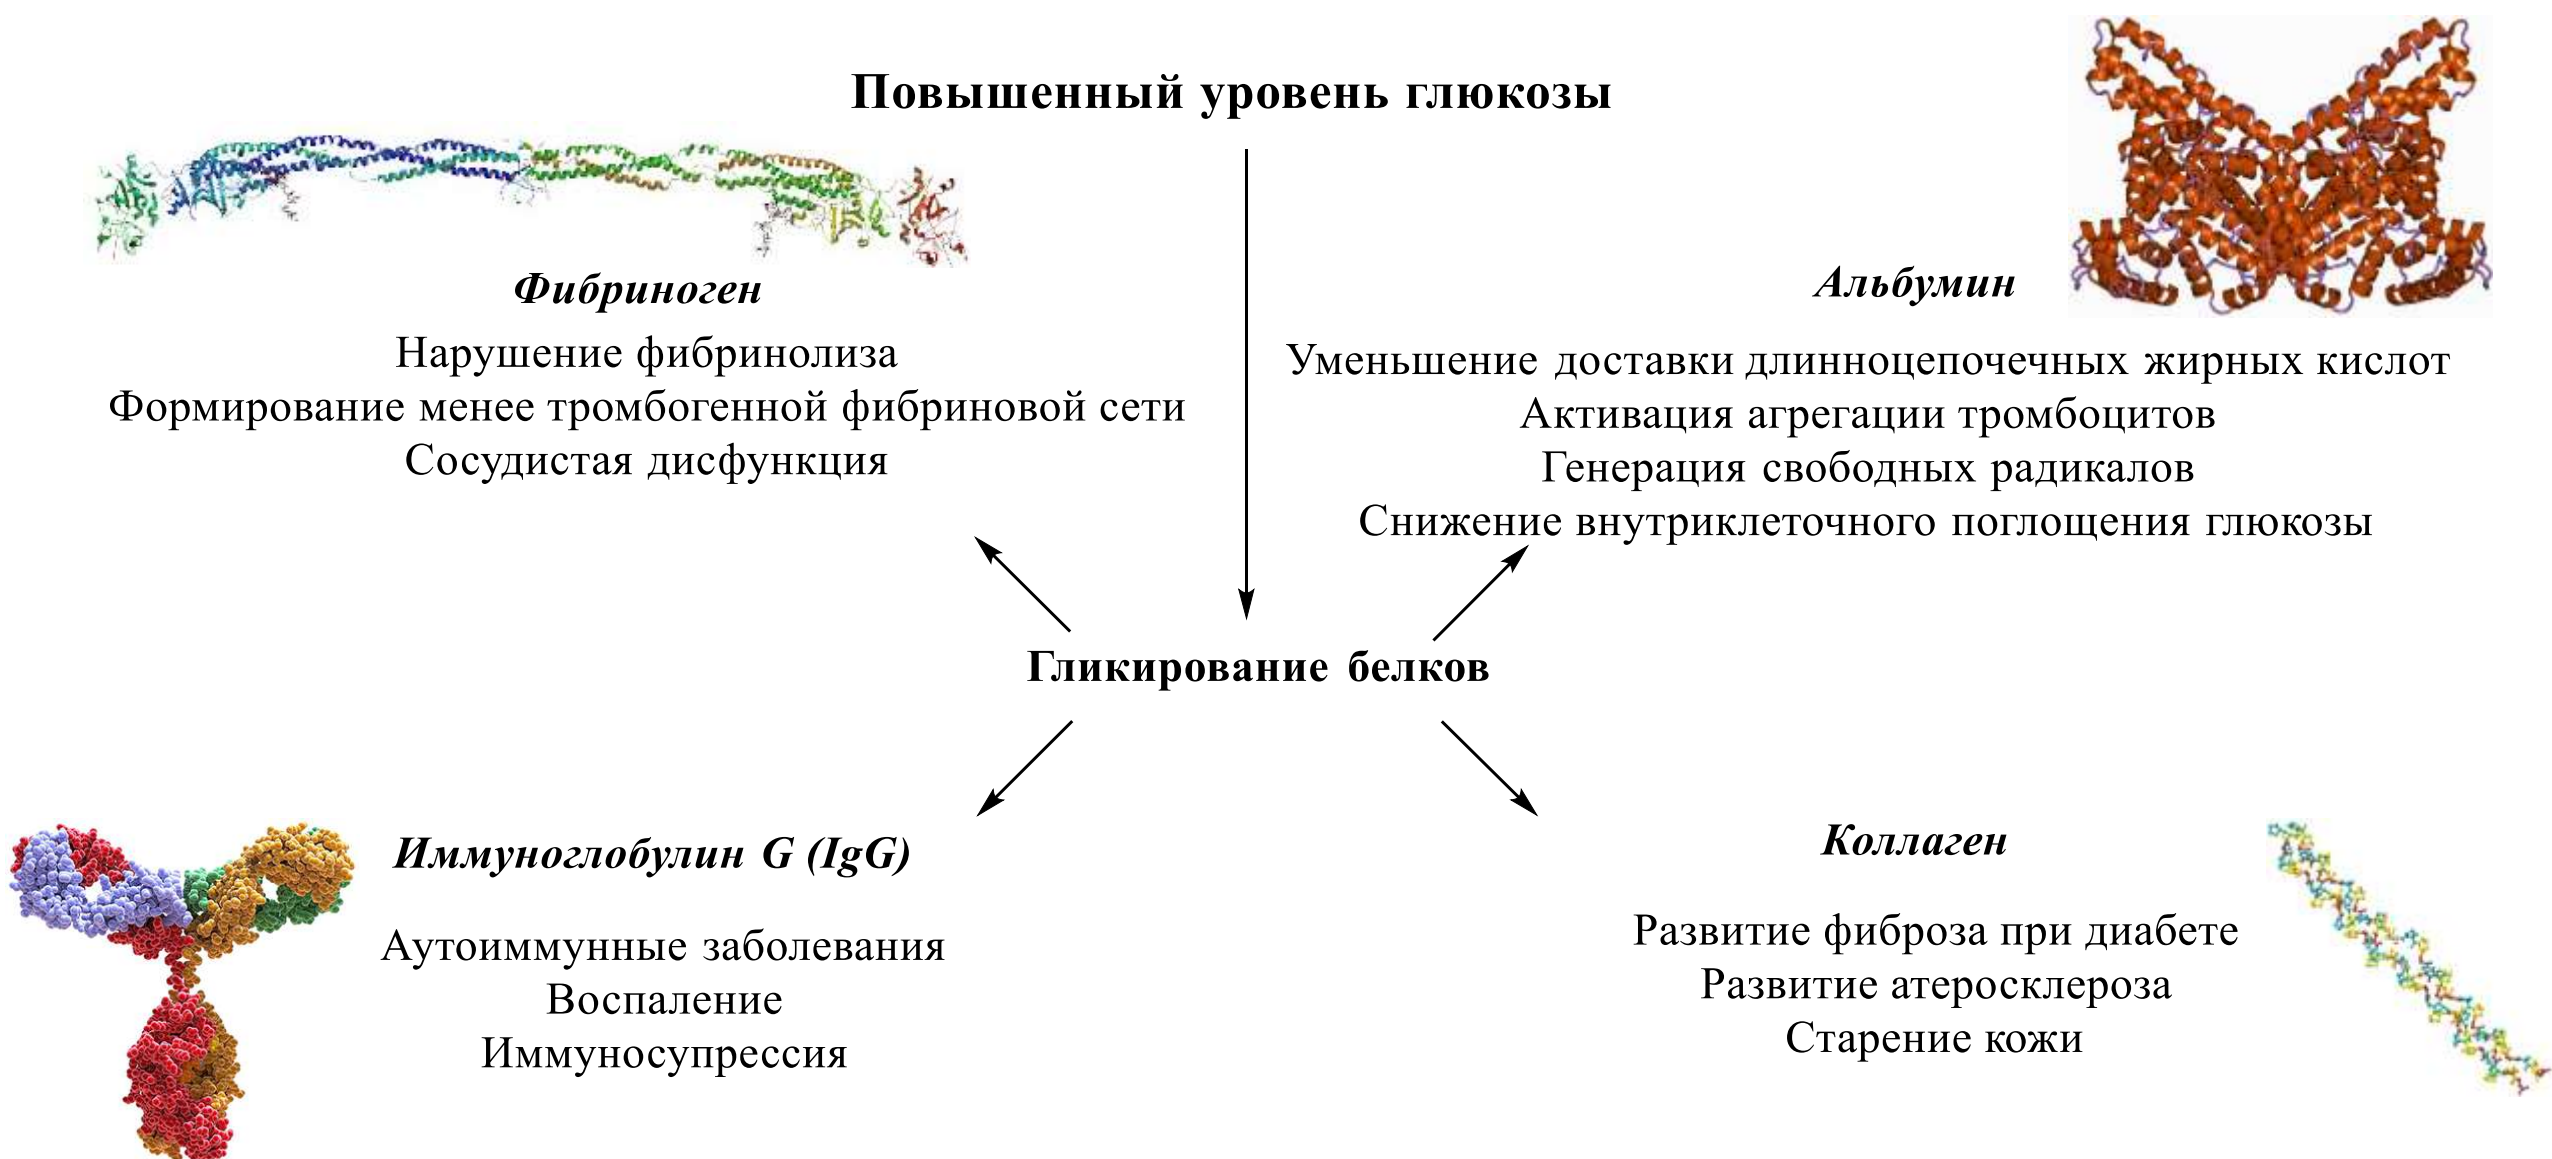 Повышенный уровень глюкозы
Фибриноген
Нарушение фибринолиза
Формирование менее тромбогенной фибриновой сети
Сосудистая дисфункция
Альбумин
Уменьшение доставки длинноцепочечных жирных кислот
Активация агрегации тромбоцитов
Генерация свободных радикалов
Снижение внутриклеточного поглощения глюкозы
Гликирование белков
Иммуноглобулин G (IgG)
Аутоиммунные заболевания
Воспаление
Иммуносупрессия
Коллаген
Развитие фиброза при диабете
Развитие атеросклероза
Старение кожи